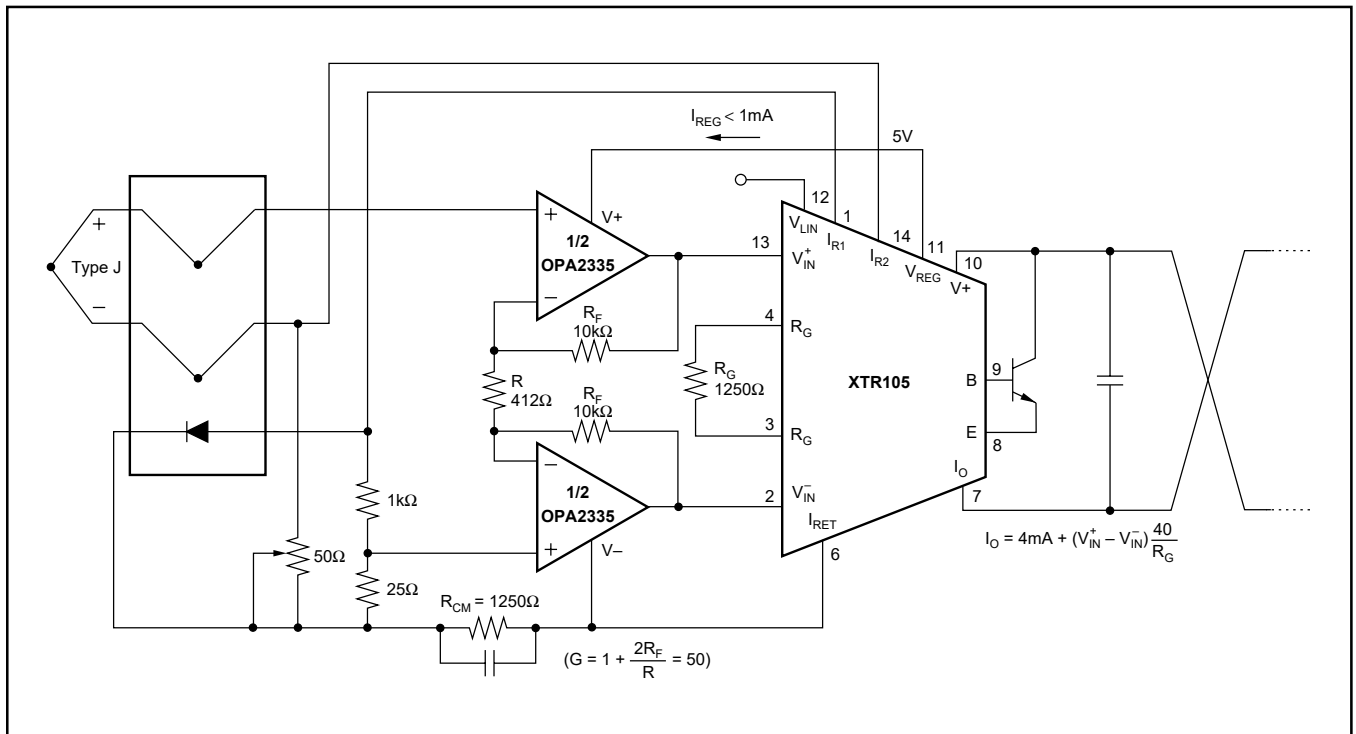 I_REG < 1mA
5V
12
1
14
11
10
V_LIN
I_R1
I_R2
V_REG
V+
+
Type J
–
+
1/2
OPA2335
V+
–
13
V_IN^+
R_F
10kΩ
4
R_G
R
412Ω
R_G
1250Ω
XTR105
R_F
10kΩ
3
R_G
B
9
E
8
–
1/2
OPA2335
+
V–
2
V_IN^–
I_RET
6
I_O
7
1kΩ
50Ω
25Ω
R_CM = 1250Ω
I_O = 4mA + (V_IN^+ – V_IN^–) 40/R_G
(G = 1 + 2R_F/R = 50)